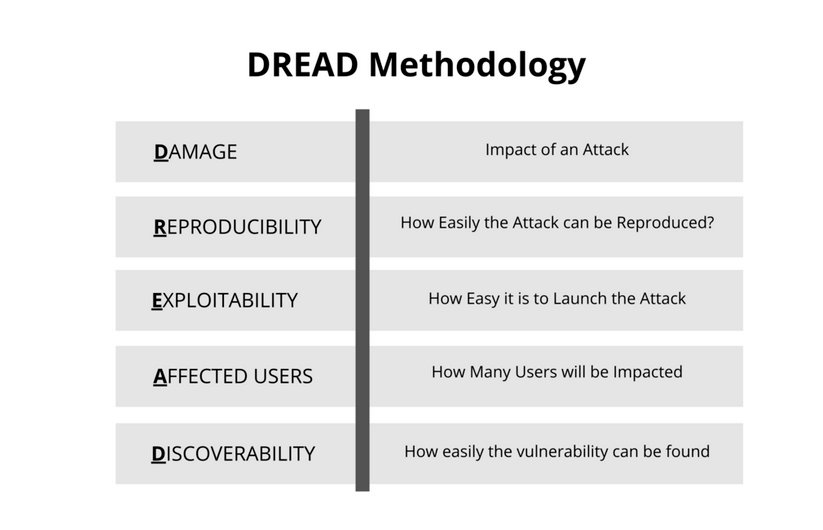 DREAD Methodology
DAMAGE
Impact of an Attack
REPRODUCIBILITY
How Easily the Attack can be Reproduced?
EXPLOITABILITY
How Easy it is to Launch the Attack
AFFECTED USERS
How Many Users will be Impacted
DISCOVERABILITY
How easily the vulnerability can be found